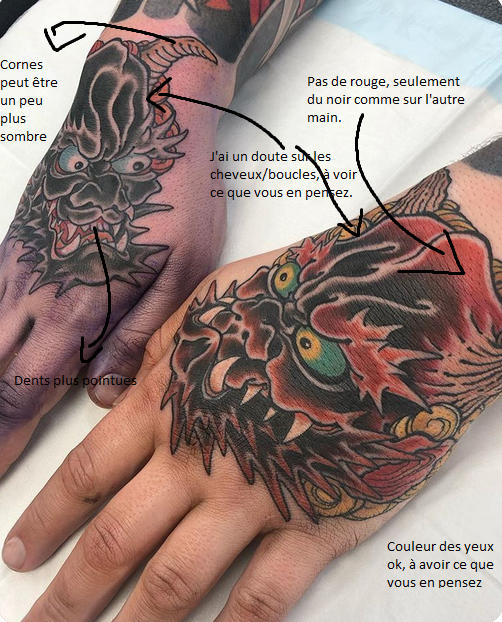 Cornes
peut être
un peu
plus
sombre
Pas de rouge, seulement
du noir comme sur l'autre
main.
J'ai un doute sur les
cheveux/boucles, à voir
ce que vous en pensez.
Dents plus pointues
Couleur des yeux
ok, à avoir ce que
vous en pensez